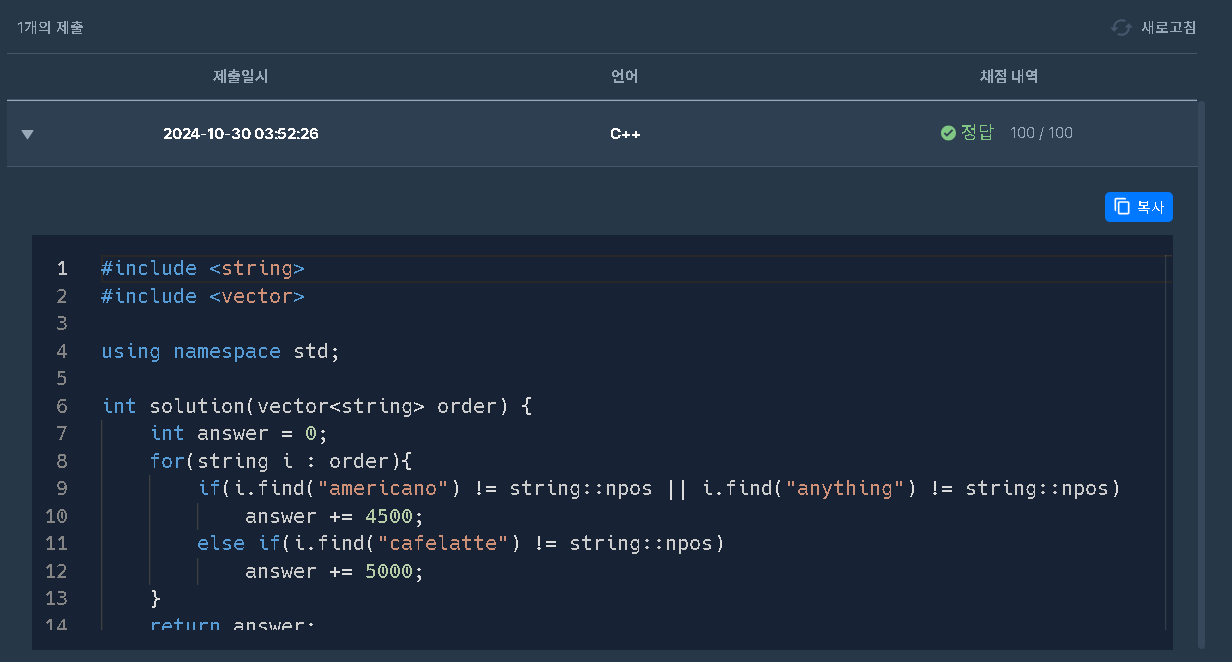 1개의 제출
새로고침
제출일시 언어 채점 내역
2024-10-30 03:52:26 C++ 정답 100 / 100
복사
1 #include <string>
2 #include <vector>
3
4 using namespace std;
5
6 int solution(vector<string> order) {
7     int answer = 0;
8     for(string i : order){
9         if(i.find("americano") != string::npos || i.find("anything") != string::npos)
10             answer += 4500;
11         else if(i.find("cafelatte") != string::npos)
12             answer += 5000;
13     }
14     return answer;